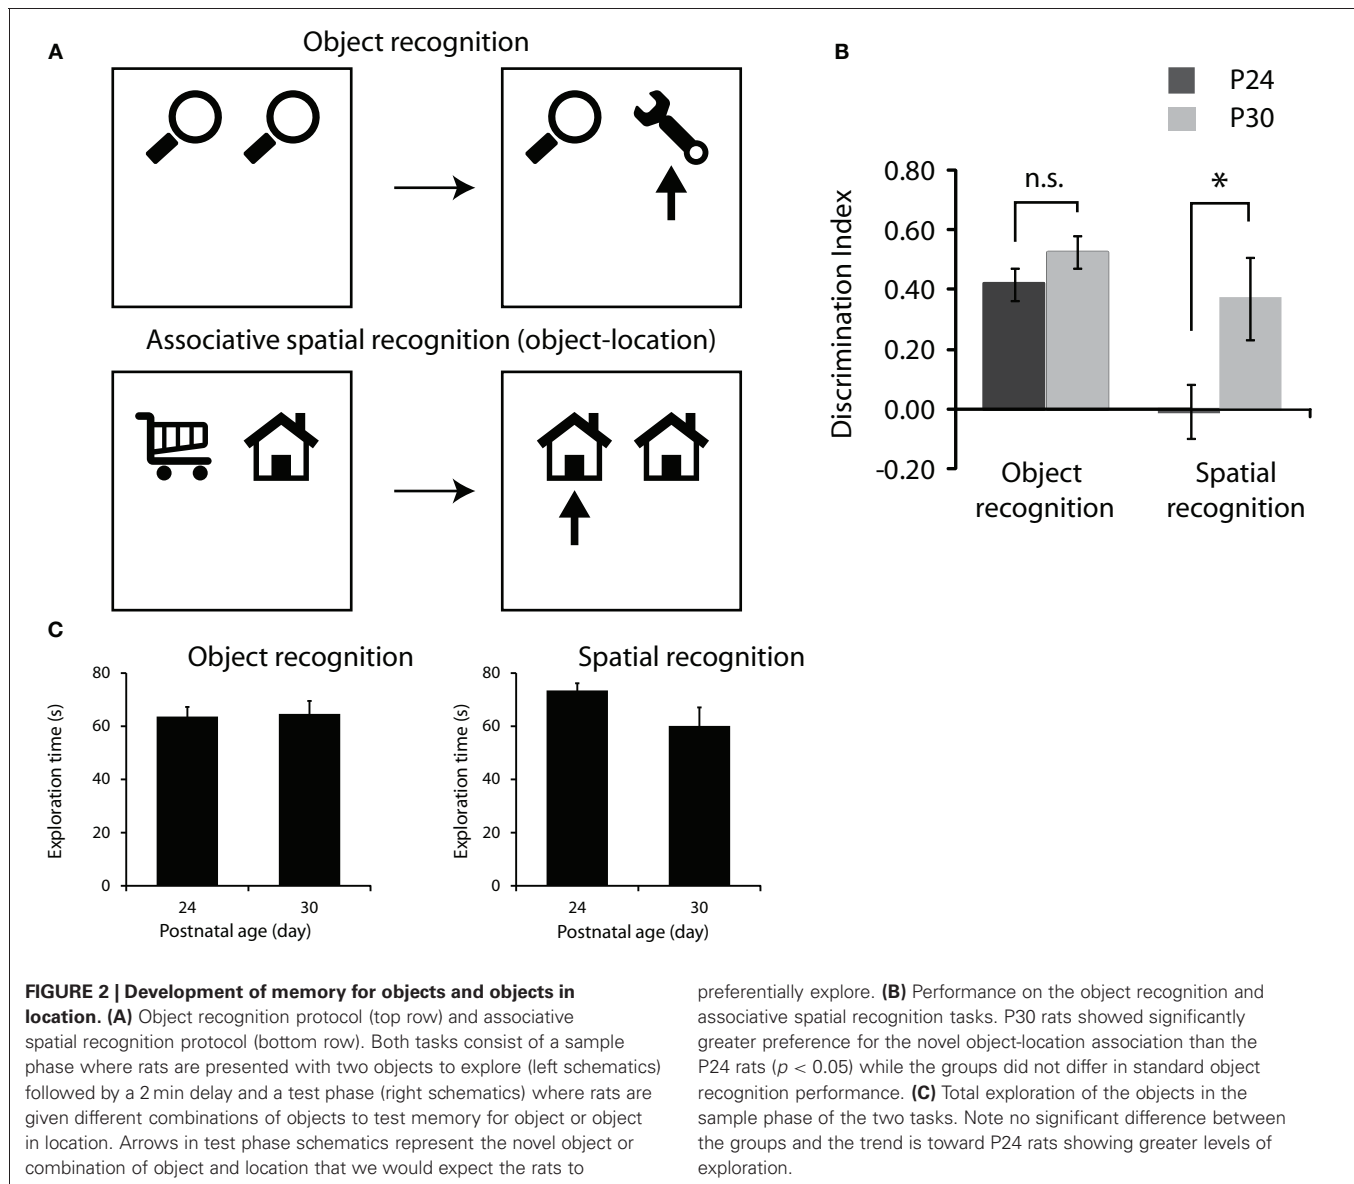 A
Object recognition
Associative spatial recognition (object-location)
B
P24
P30
Discrimination Index
0.80
0.60
0.40
0.20
0.00
-0.20
n.s.
*
Object
recognition
Spatial
recognition
C
Object recognition
Exploration time (s)
80
60
40
20
0
24 30
Postnatal age (day)
Spatial recognition
Exploration time (s)
80
60
40
20
0
24 30
Postnatal age (day)
FIGURE 2 | Development of memory for objects and objects in
location. (A) Object recognition protocol (top row) and associative
spatial recognition protocol (bottom row). Both tasks consist of a sample
phase where rats are presented with two objects to explore (left schematics)
followed by a 2 min delay and a test phase (right schematics) where rats are
given different combinations of objects to test memory for object or object
in location. Arrows in test phase schematics represent the novel object or
combination of object and location that we would expect the rats to
preferentially explore. (B) Performance on the object recognition and
associative spatial recognition tasks. P30 rats showed significantly
greater preference for the novel object-location association than the
P24 rats (p < 0.05) while the groups did not differ in standard object
recognition performance. (C) Total exploration of the objects in the
sample phase of the two tasks. Note no significant difference between
the groups and the trend is toward P24 rats showing greater levels of
exploration.